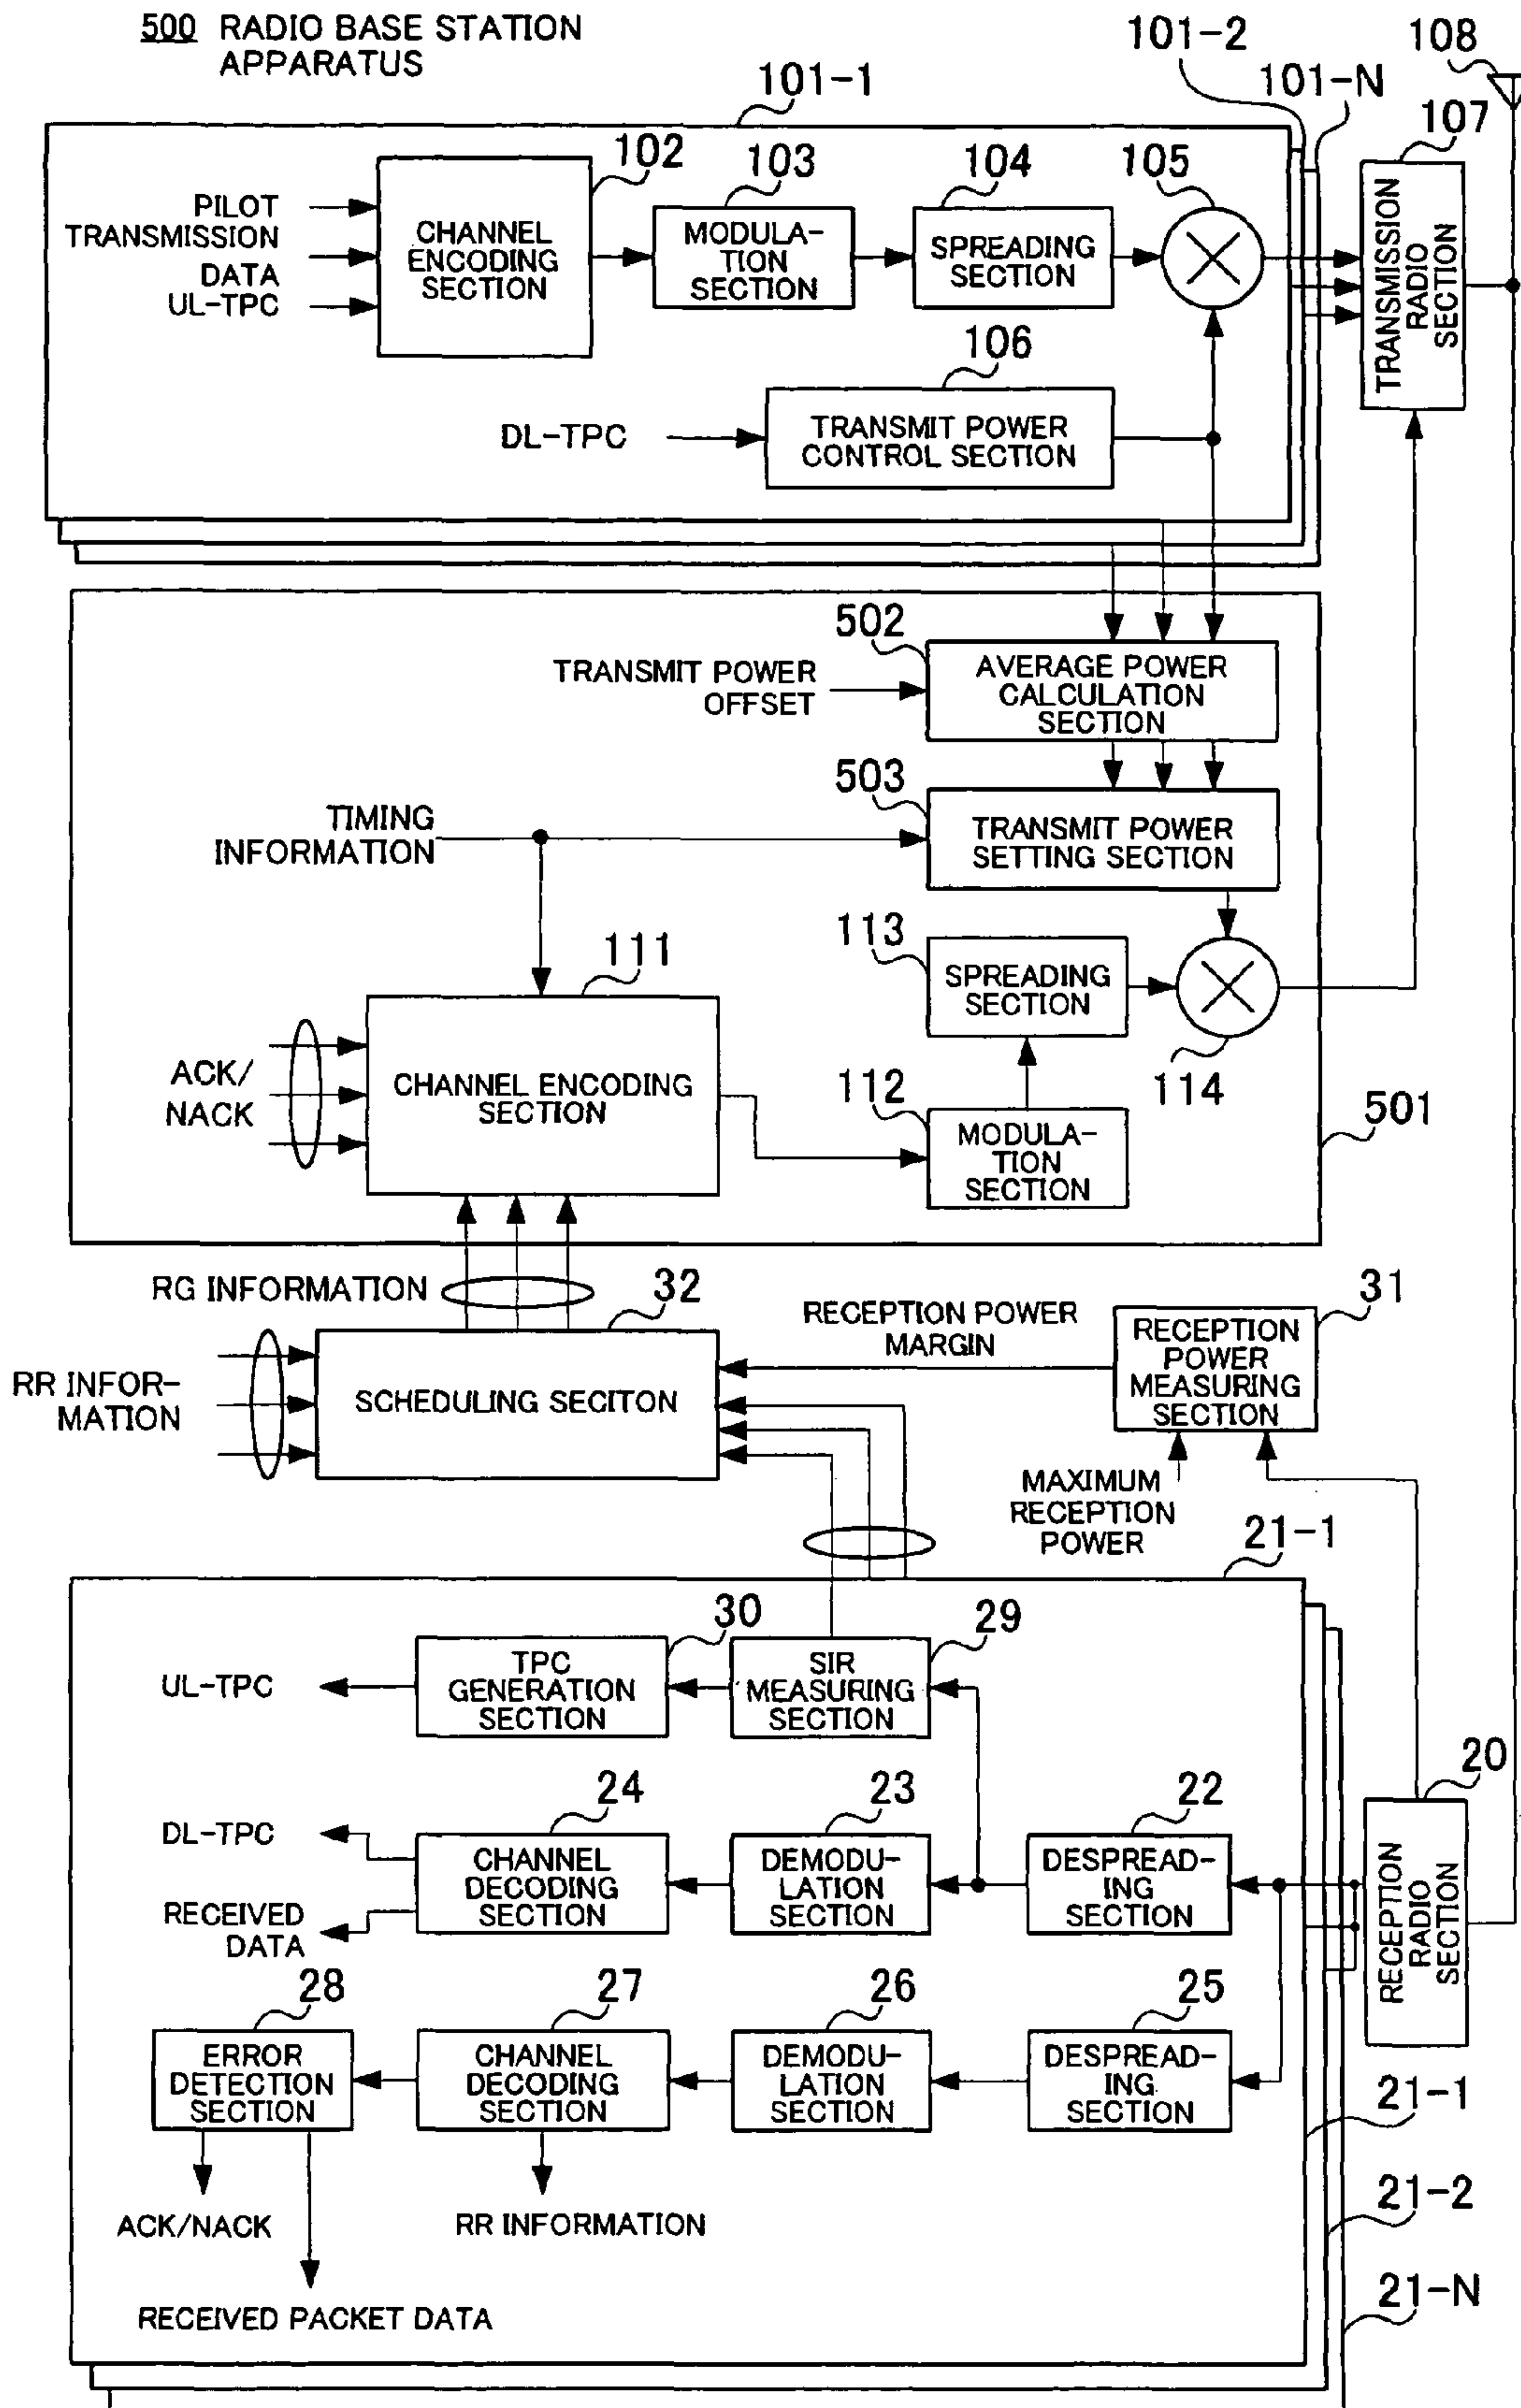 500 RADIO BASE STATION
APPARATUS
101-1
101-2
101-N
108
107
102
103
104
105
PILOT
TRANSMISSION
DATA
UL-TPC
CHANNEL
ENCODING
SECTION
MODULA-
TION
SECTION
SPREADING
SECTION
TRANSMISSION
RADIO
SECTION
106
DL-TPC
TRANSMIT POWER
CONTROL SECTION
502
TRANSMIT POWER
OFFSET
AVERAGE POWER
CALCULATION
SECTION
503
TIMING
INFORMATION
TRANSMIT POWER
SETTING SECTION
111
113
SPREADING
SECTION
114
ACK/
NACK
CHANNEL ENCODING
SECTION
112
MODULA-
TION
SECTION
501
RG INFORMATION
32
RECEPTION POWER
MARGIN
31
RECEPTION
POWER
MEASURING
SECTION
RR INFOR-
MATION
SCHEDULING SECITON
MAXIMUM
RECEPTION
POWER
21-1
30
29
UL-TPC
TPC
GENERATION
SECTION
SIR
MEASURING
SECTION
20
24
23
22
DL-TPC
RECEIVED
DATA
CHANNEL
DECODING
SECTION
DEMODU-
LATION
SECTION
DESPREAD-
ING
SECTION
RECEPTION
RADIO
SECTION
28
27
26
25
ERROR
DETECTION
SECTION
CHANNEL
DECODING
SECTION
DEMODU-
LATION
SECTION
DESPREAD-
ING
SECTION
21-1
21-2
21-N
ACK/NACK
RR INFORMATION
RECEIVED PACKET DATA